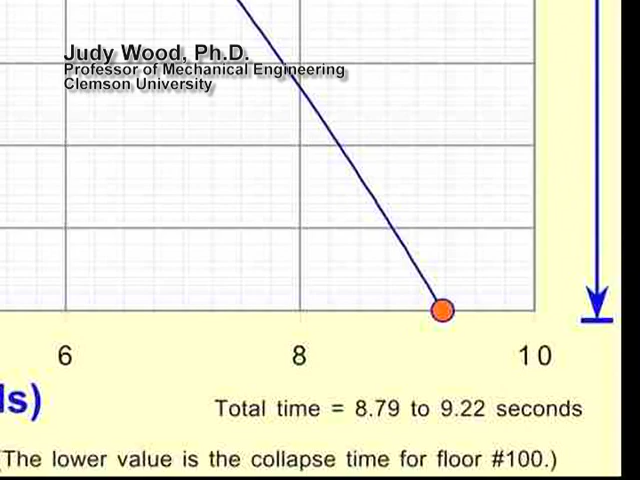 Judy Wood, Ph.D.
Professor of Mechanical Engineering
Clemson University
6 8 10
ds)
Total time = 8.79 to 9.22 seconds
(The lower value is the collapse time for floor #100.)